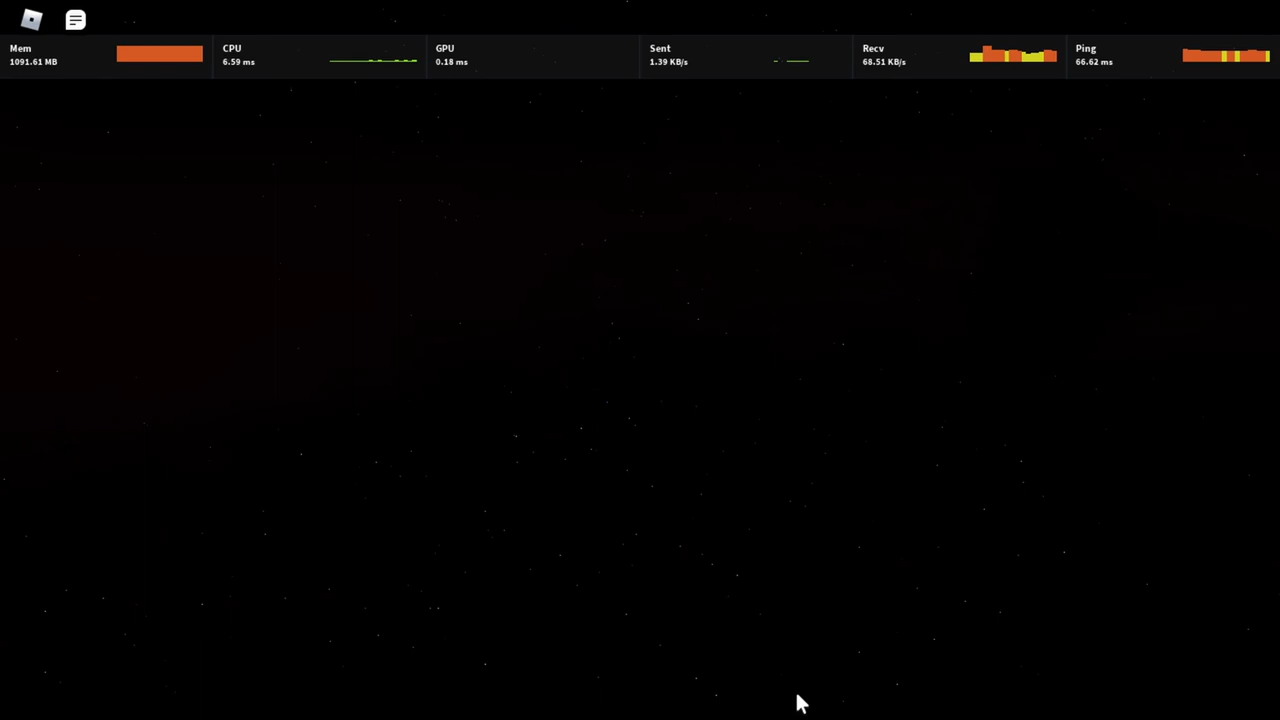 Mem
1091.61 MB
CPU
6.59 ms
GPU
0.18 ms
Sent
1.39 KB/s
Recv
68.51 KB/s
Ping
66.62 ms